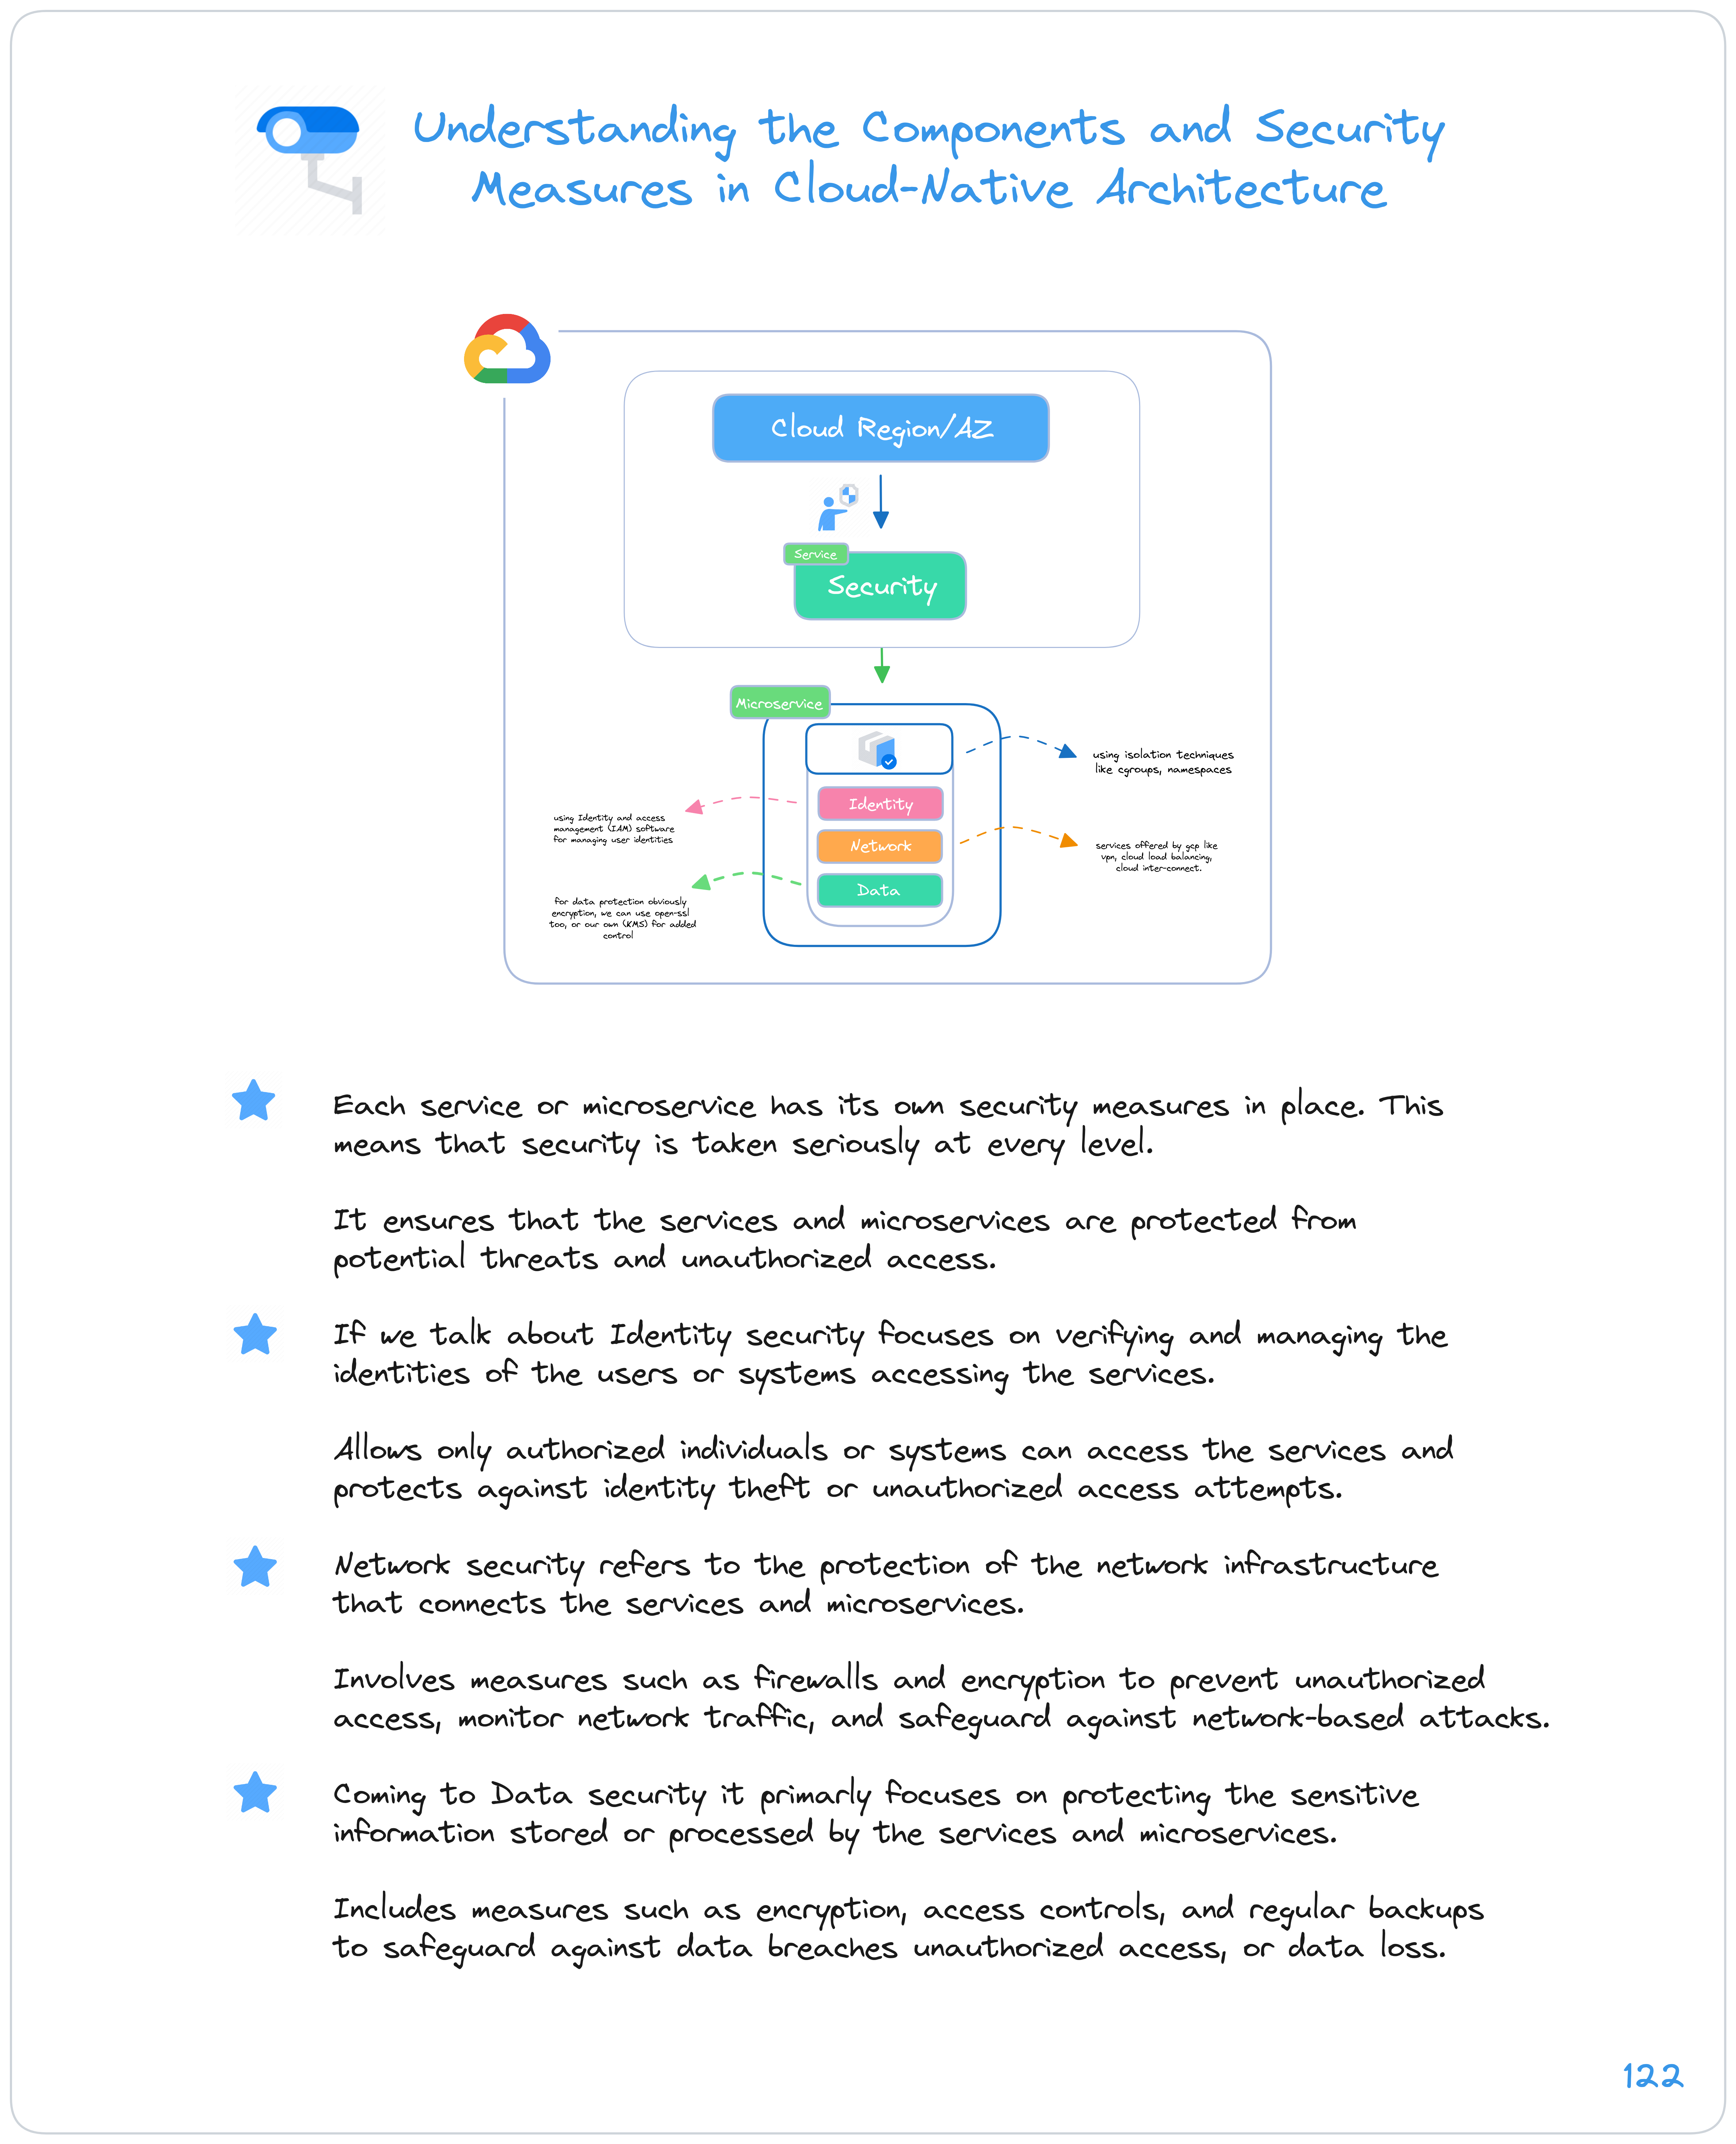 Understanding the Components and Security
Measures in Cloud-Native Architecture
Cloud Region/AZ
Service
Security
Microservice
using isolation techniques
like cgroups, namespaces
Identity
using Identity and access
management (IAM) software
for managing user identities
Network
services offered by gcp like
vpn, cloud load balancing,
cloud inter-connect.
Data
for data protection obviously
encryption, we can use open-ssl
too, or our own (KMS) for added
control
Each service or microservice has its own security measures in place. This
means that security is taken seriously at every level.
It ensures that the services and microservices are protected from
potential threats and unauthorized access.
If we talk about Identity security focuses on verifying and managing the
identities of the users or systems accessing the services.
Allows only authorized individuals or systems can access the services and
protects against identity theft or unauthorized access attempts.
Network security refers to the protection of the network infrastructure
that connects the services and microservices.
Involves measures such as firewalls and encryption to prevent unauthorized
access, monitor network traffic, and safeguard against network-based attacks.
Coming to Data security it primarly focuses on protecting the sensitive
information stored or processed by the services and microservices.
Includes measures such as encryption, access controls, and regular backups
to safeguard against data breaches unauthorized access, or data loss.
122